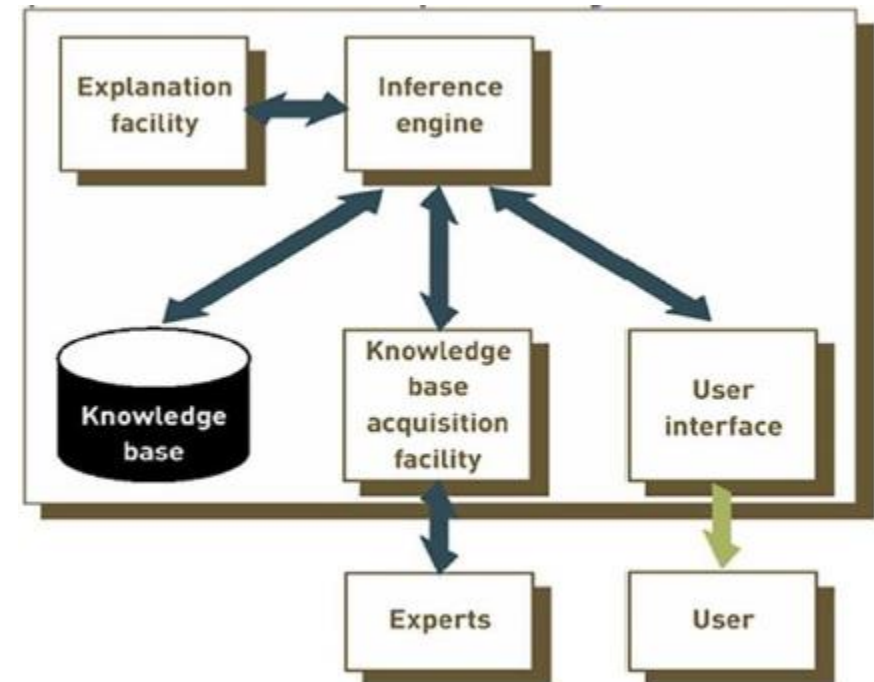 Explanation
facility
Inference
engine
Knowledge
base
Knowledge
base
acquisition
facility
User
interface
Experts
User